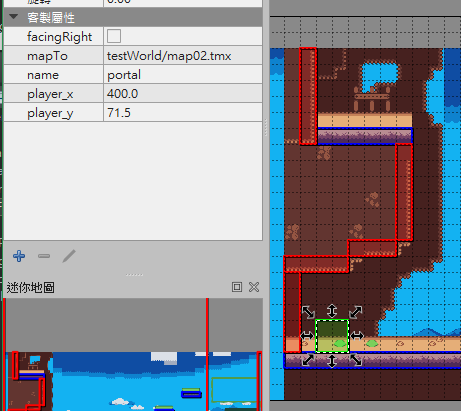 旋轉 0.00
客製屬性
facingRight
mapTo testWorld/map02.tmx
name portal
player_x 400.0
player_y 71.5
迷你地圖